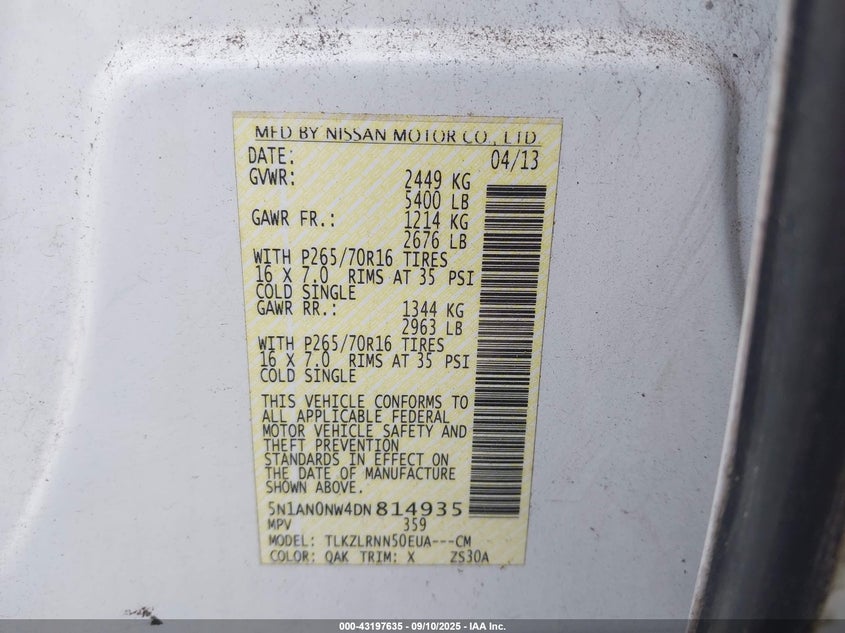 MFD BY NISSAN MOTOR CO., LTD.
DATE: 04/13
GVWR: 2449 KG
5400 LB
GAWR FR.: 1214 KG
2676 LB
WITH P265/70R16 TIRES
16 X 7.0 RIMS AT 35 PSI
COLD SINGLE
GAWR RR.: 1344 KG
2963 LB
WITH P265/70R16 TIRES
16 X 7.0 RIMS AT 35 PSI
COLD SINGLE
THIS VEHICLE CONFORMS TO
ALL APPLICABLE FEDERAL
MOTOR VEHICLE SAFETY AND
THEFT PREVENTION
STANDARDS IN EFFECT ON
THE DATE OF MANUFACTURE
SHOWN ABOVE.
5N1AN0NW4DN814935
MPV 359
MODEL: TLKZLRNN50EUA---CM
COLOR: QAK TRIM: X ZS30A
000-43197635 - 09/10/2025 - IAA Inc.